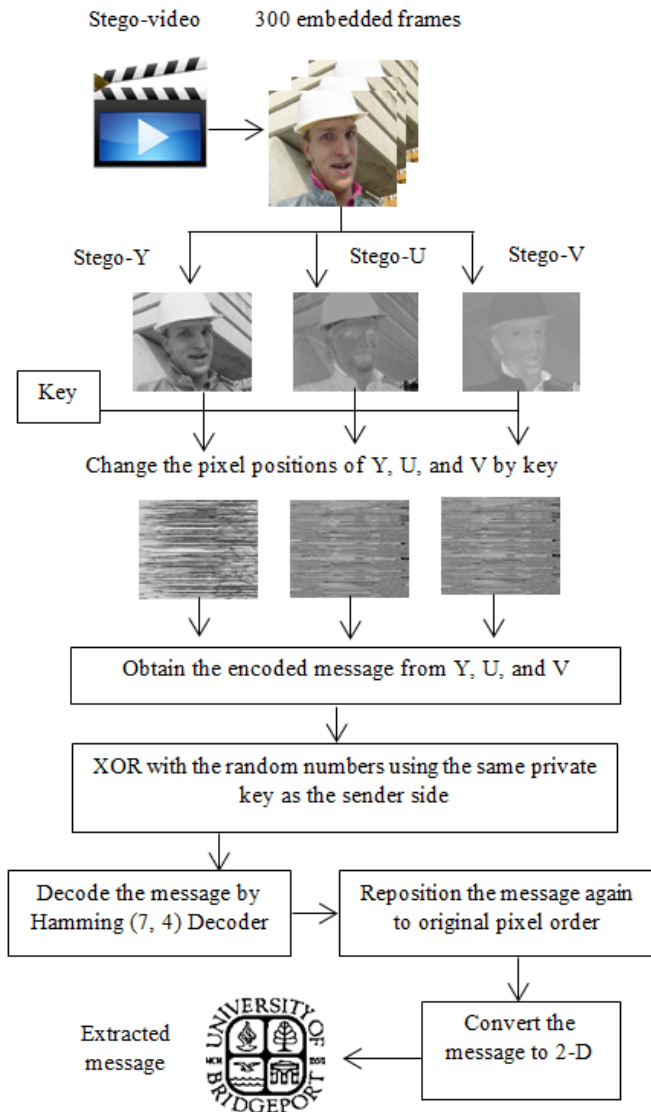 Stego-video
300 embedded frames
Stego-Y
Stego-U
Stego-V
Key
Change the pixel positions of Y, U, and V by key
Obtain the encoded message from Y, U, and V
XOR with the random numbers using the same private
key as the sender side
Decode the message by
Hamming (7, 4) Decoder
Reposition the message again
to original pixel order
Convert the
message to 2-D
Extracted
message
UNIVERSITY OF
BRIDGEPORT